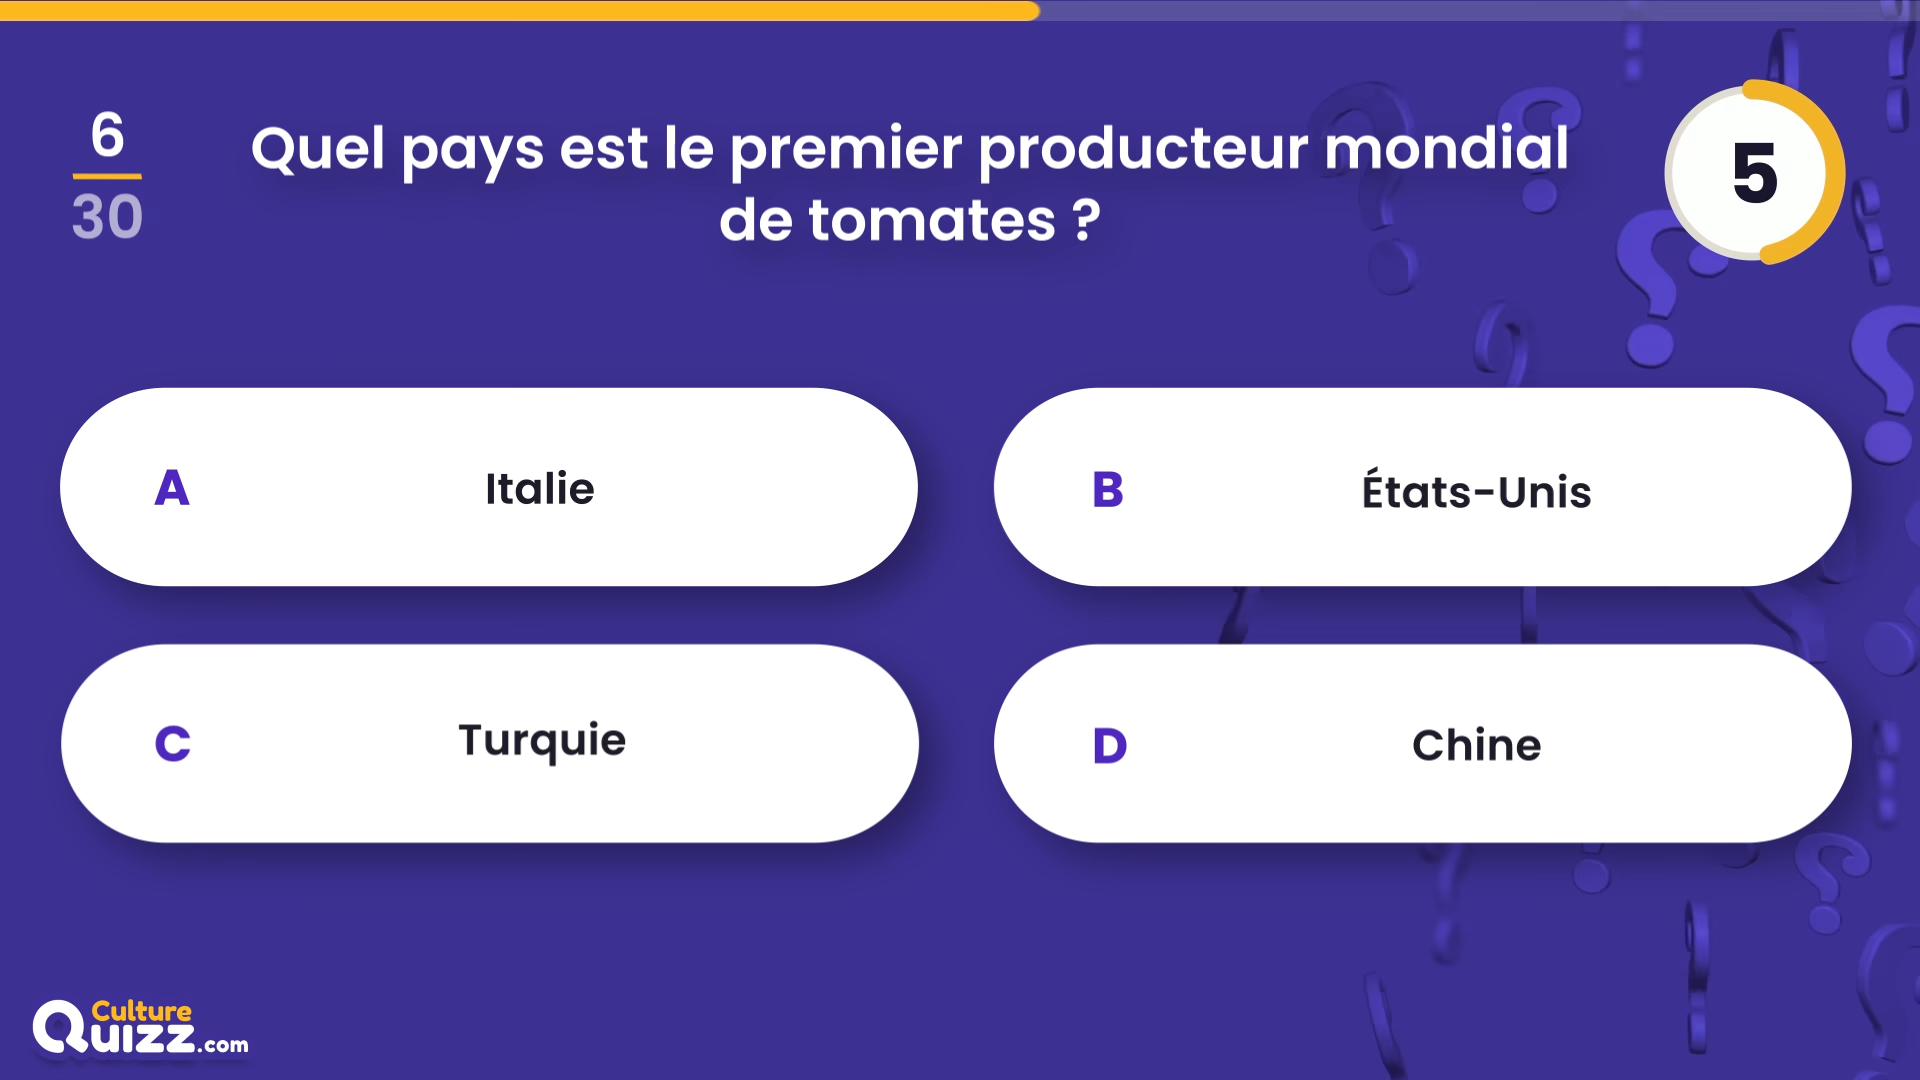 6
30
Quel pays est le premier producteur mondial
de tomates ?
5
A
Italie
B
États-Unis
C
Turquie
D
Chine
Culture
Quizz.com